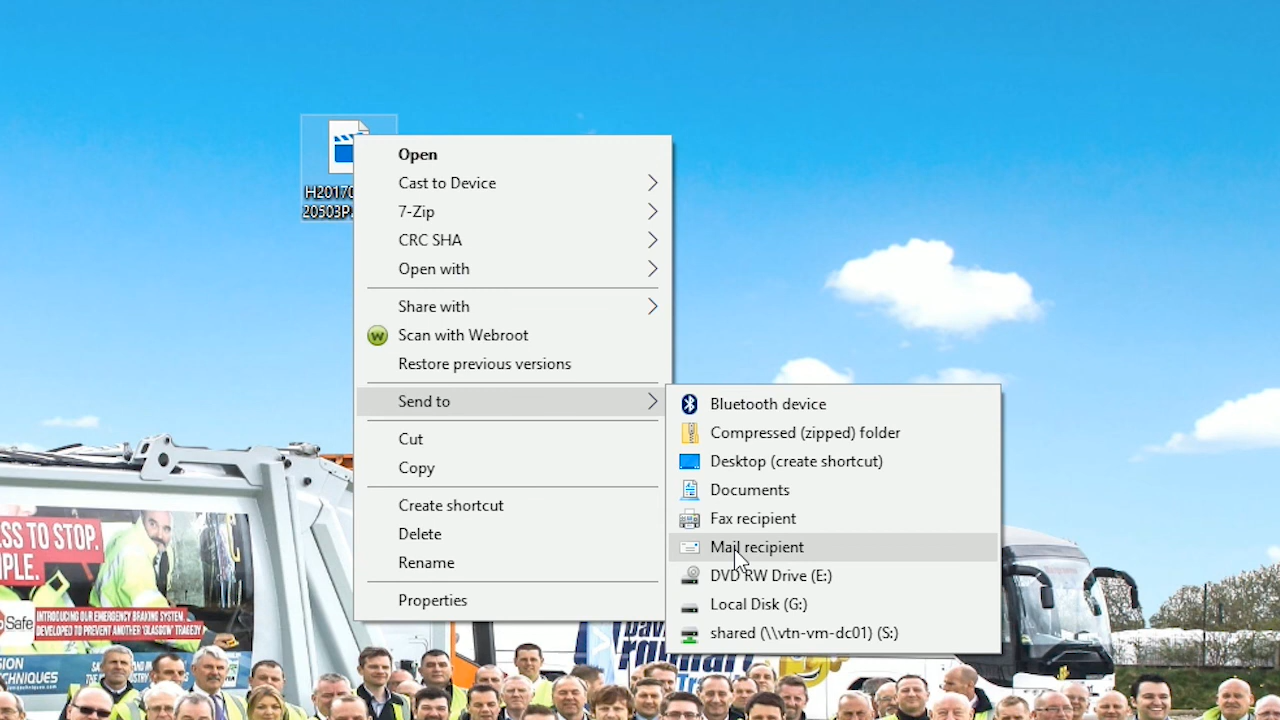 H20170
20503P.
Open
Cast to Device
7-Zip
CRC SHA
Open with
Share with
W
Scan with Webroot
Restore previous versions
Send to
Cut
Copy
Create shortcut
Delete
Rename
Properties
Bluetooth device
Compressed (zipped) folder
Desktop (create shortcut)
Documents
Fax recipient
Mail recipient
DVD RW Drive (E:)
Local Disk (G:)
shared (\\vtn-vm-dc01) (S:)
ESS TO STOP.
PLE.
Safe
INTRODUCING OUR EMERGENCY BRAKING SYSTEM,
DEVELOPED TO PREVENT ANOTHER 'GLASGOW' TRAGEDY
SION
TECHNIQUES